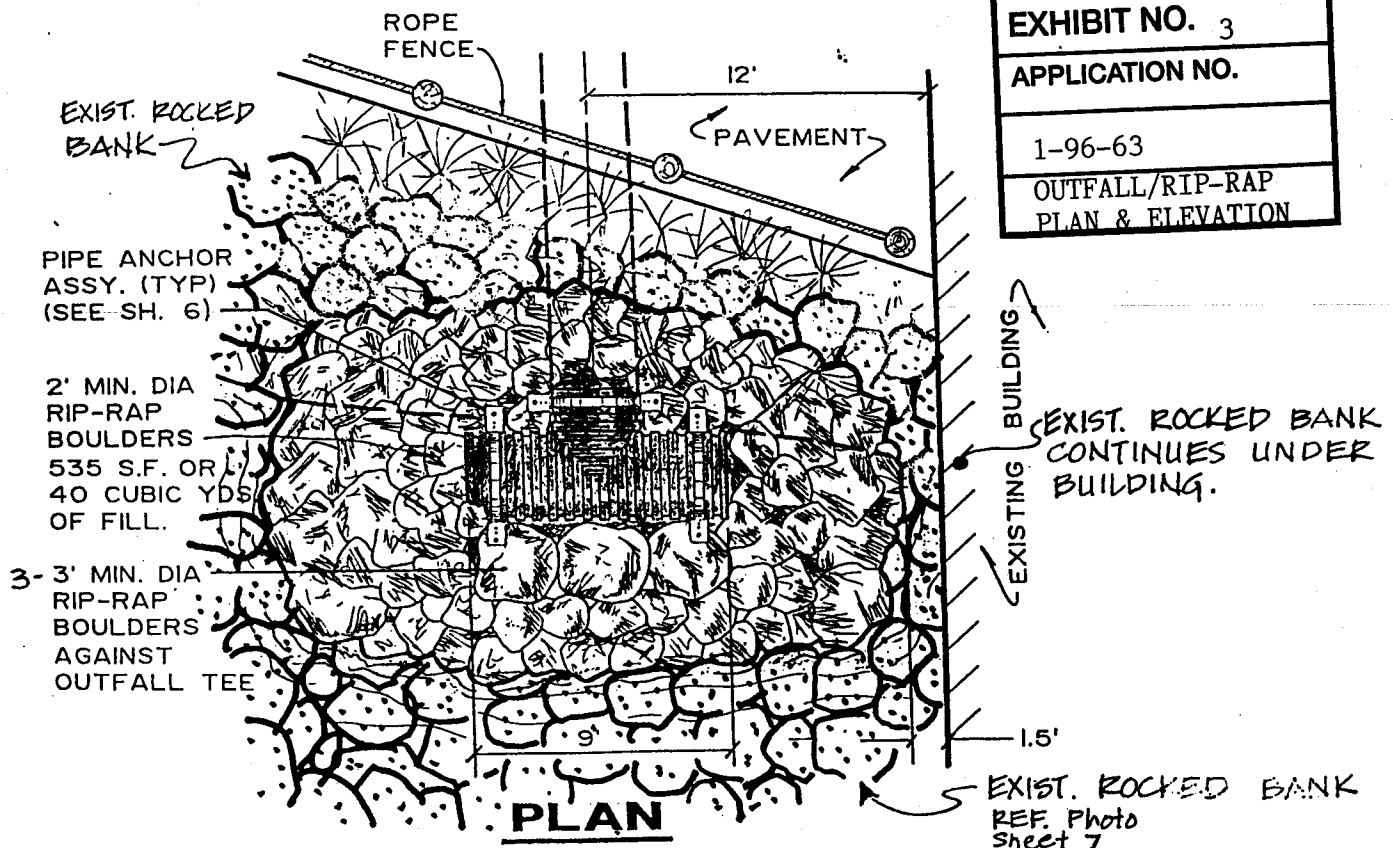 EXHIBIT NO. 3
APPLICATION NO.
1-96-63
OUTFALL/RIP-RAP
PLAN & ELEVATION
ROPE
FENCE
12'
PAVEMENT
EXIST. ROCKED
BANK
PIPE ANCHOR
ASSY. (TYP)
(SEE SH. 6)
2' MIN. DIA
RIP-RAP
BOULDERS
535 S.F. OR
40 CUBIC YDS
OF FILL.
3- 3' MIN. DIA
RIP-RAP
BOULDERS
AGAINST
OUTFALL TEE
EXISTING BUILDING
EXIST. ROCKED BANK
CONTINUES UNDER
BUILDING.
9'
1.5'
EXIST. ROCKED BANK
REF. Photo
Sheet 7
PLAN